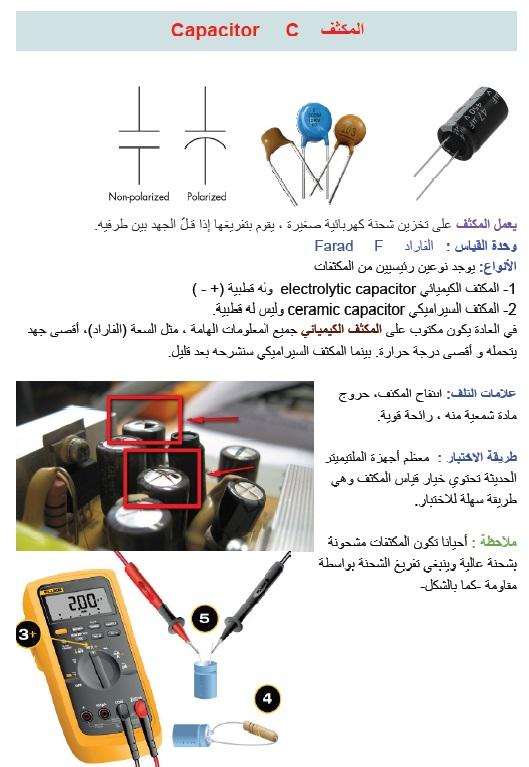 المكثف Capacitor C
Non-polarized
Polarized
103
47µF
450 V
يعمل المكثف على تخزين شحنة كهربائية صغيرة ، يقوم بتفريغها إذا قلّ الجهد بين طرفيه.
وحدة القياس : الفاراد Farad F
الأنواع: يوجد نوعين رئيسيين من المكثفات
1- المكثف الكيميائي electrolytic capacitor وله قطبية (+ - )
2- المكثف السيراميكي ceramic capacitor وليس له قطبية.
في العادة يكون مكتوب على المكثف الكيميائي جميع المعلومات الهامة ، مثل السعة (الفاراد)، أقصى جهد
يتحمله و أقصى درجة حرارة. بينما المكثف السيراميكي سنشرحه بعد قليل.
علامات التلف: انتفاخ المكثف، خروج
مادة شمعية منه ، رائحة قوية.
طريقة الاختبار : معظم أجهزة الملتيميتر
الحديثة تحتوي خيار قياس المكثف وهي
طريقة سهلة للاختبار.
ملاحظة : أحيانا تكون المكثفات مشحونة
بشحنة عالية وينبغي تفريغ الشحنة بواسطة
مقاومة -كما بالشكل-
FLUKE
2.00
3+
5
4